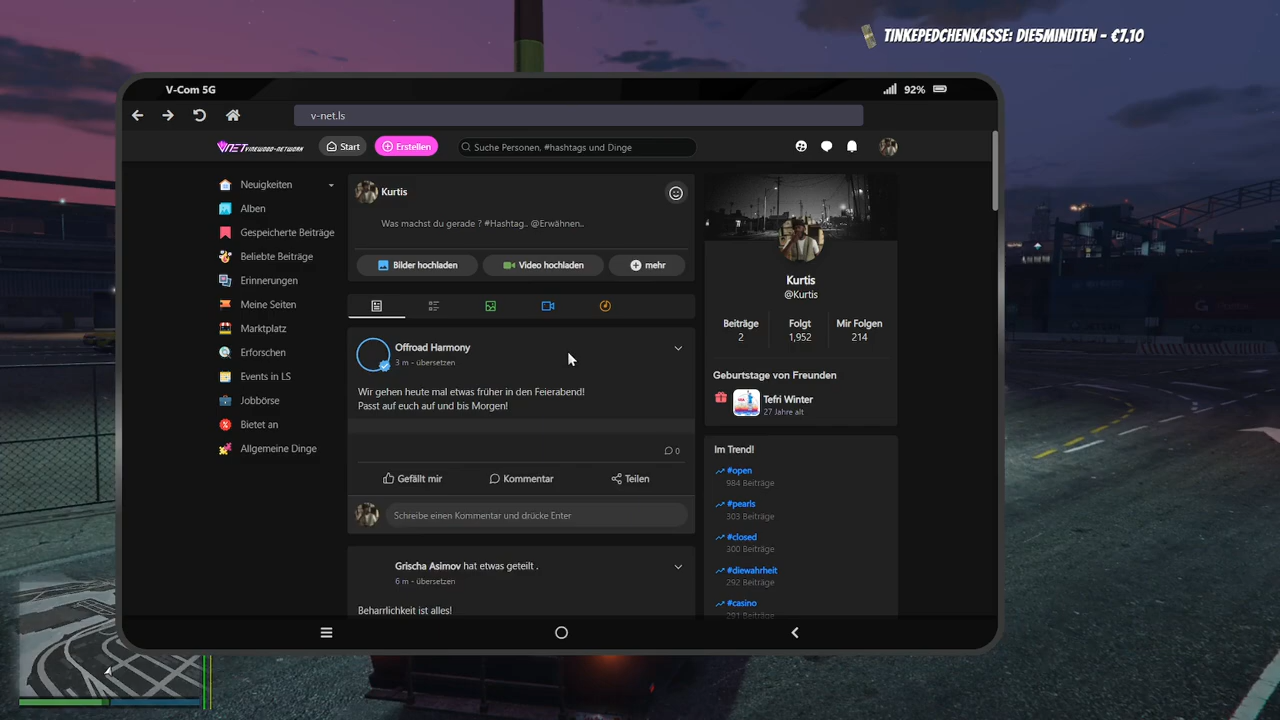 TINKEPEDCHENKASSE: DIE5MINUTEN - €7.10
V-Com 5G
92%
v-net.ls
VNET VINEWOOD-NETWORK
Start
Erstellen
Suche Personen, #hashtags und Dinge
Neuigkeiten
Alben
Gespeicherte Beiträge
Beliebte Beiträge
Erinnerungen
Meine Seiten
Marktplatz
Erforschen
Events in LS
Jobbörse
Bietet an
Allgemeine Dinge
Kurtis
Was machst du gerade ? #Hashtag.. @Erwähnen..
Bilder hochladen
Video hochladen
mehr
Offroad Harmony
3 m - übersetzen
Wir gehen heute mal etwas früher in den Feierabend!
Passt auf euch auf und bis Morgen!
0
Gefällt mir
Kommentar
Teilen
Schreibe einen Kommentar und drücke Enter
Grischa Asimov hat etwas geteilt .
6 m - übersetzen
Beharrlichkeit ist alles!
Kurtis
@Kurtis
Beiträge
2
Folgt
1,952
Mir Folgen
214
Geburtstage von Freunden
Tefri Winter
27 Jahre alt
Im Trend!
#open
984 Beiträge
#pearls
303 Beiträge
#closed
300 Beiträge
#diewahrheit
292 Beiträge
#casino
291 Beiträge